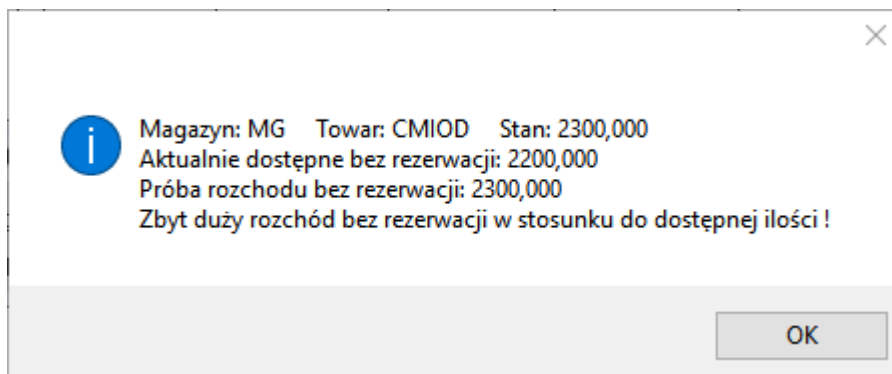 Magazyn: MG Towar: CMIOD Stan: 2300,000
Aktualnie dostępne bez rezerwacji: 2200,000
Próba rozchodu bez rezerwacji: 2300,000
Zbyt duży rozchód bez rezerwacji w stosunku do dostępnej ilości !
OK